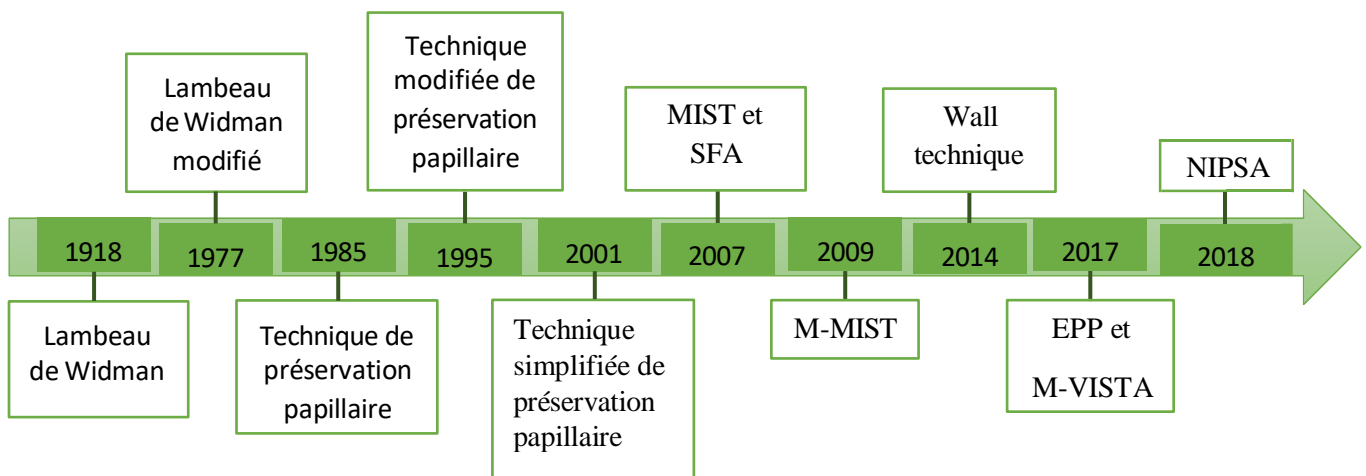 Lambeau
de Widman
modifié
Technique
modifiée de
préservation
papillaire
MIST et
SFA
Wall
technique
NIPSA
1918
1977
1985
1995
2001
2007
2009
2014
2017
2018
Lambeau
de Widman
Technique de
préservation
papillaire
Technique
simplifiée de
préservation
papillaire
M-MIST
EPP et
M-VISTA